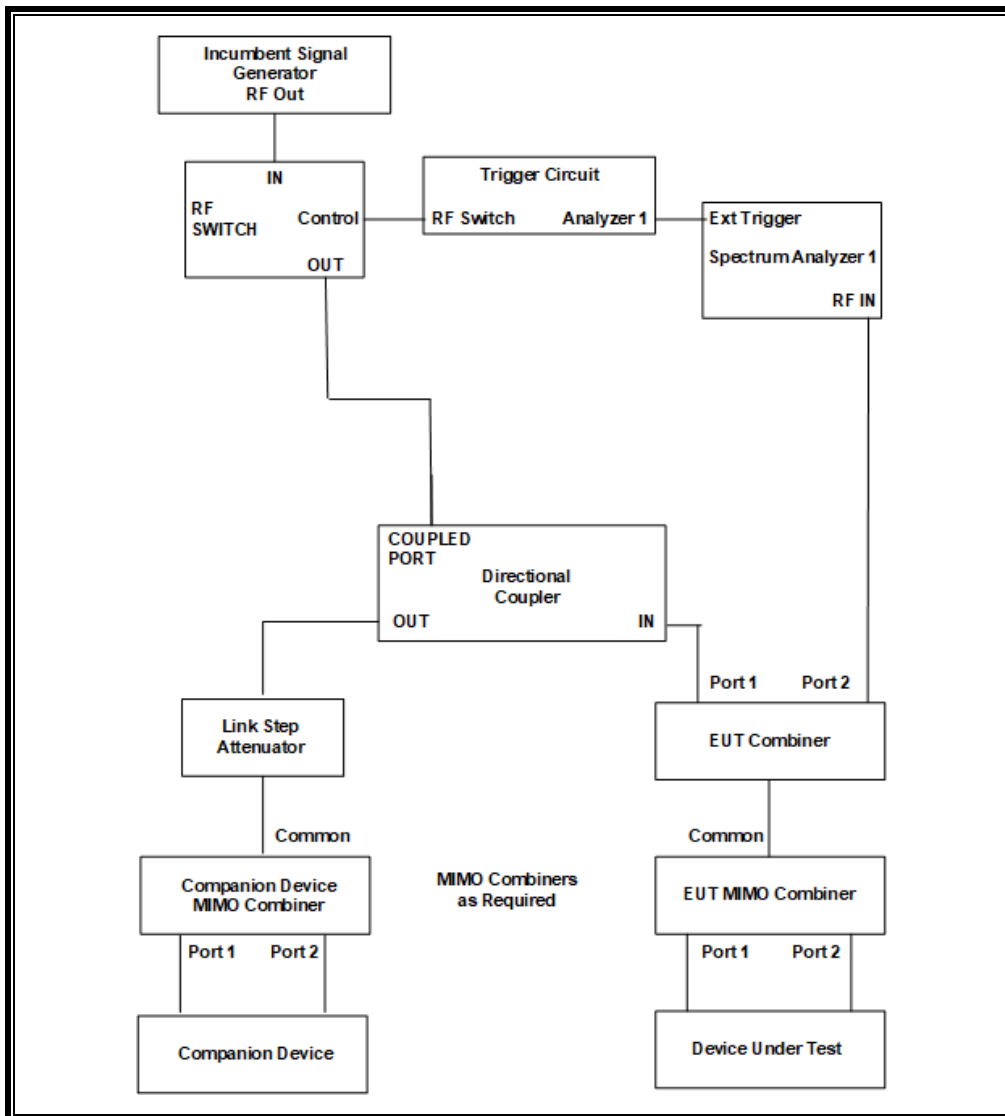 Incumbent Signal
Generator
RF Out
IN
RF
SWITCH
Control
OUT
Trigger Circuit
RF Switch
Analyzer 1
Ext Trigger
Spectrum Analyzer 1
RF IN
COUPLED
PORT
Directional
Coupler
OUT
IN
Port 1
Port 2
Link Step
Attenuator
EUT Combiner
Common
Common
Companion Device
MIMO Combiner
MIMO Combiners
as Required
EUT MIMO Combiner
Port 1
Port 2
Port 1
Port 2
Companion Device
Device Under Test